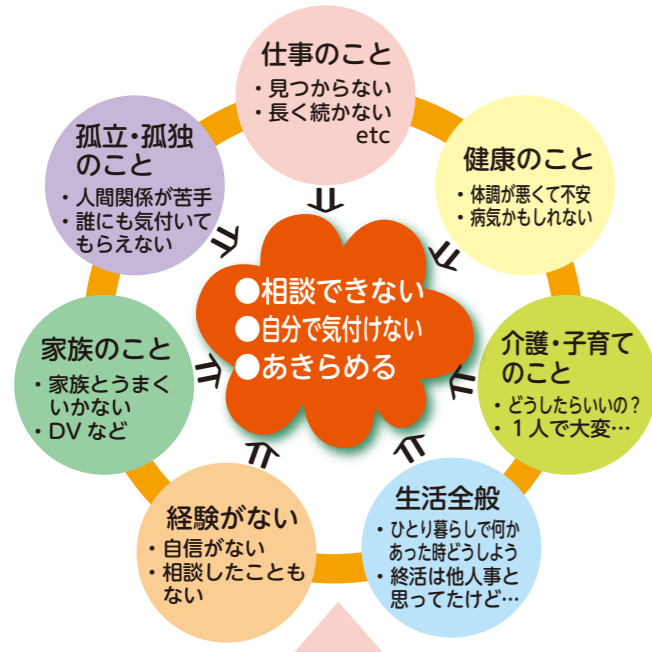 仕事のこと
・見つからない
・長く続かない
etc
健康のこと
・体調が悪くて不安
・病気かもしれない
介護・子育て
のこと
・どうしたらいいの？
・１人で大変…
生活全般
・ひとり暮らしで何か
あった時どうしよう
・終活は他人事と
思ってたけど…
経験がない
・自信がない
・相談したことも
ない
家族のこと
・家族とうまく
いかない
・DVなど
孤立・孤独
のこと
・人間関係が苦手
・誰にも気付いて
もらえない
●相談できない
●自分で気付けない
●あきらめる